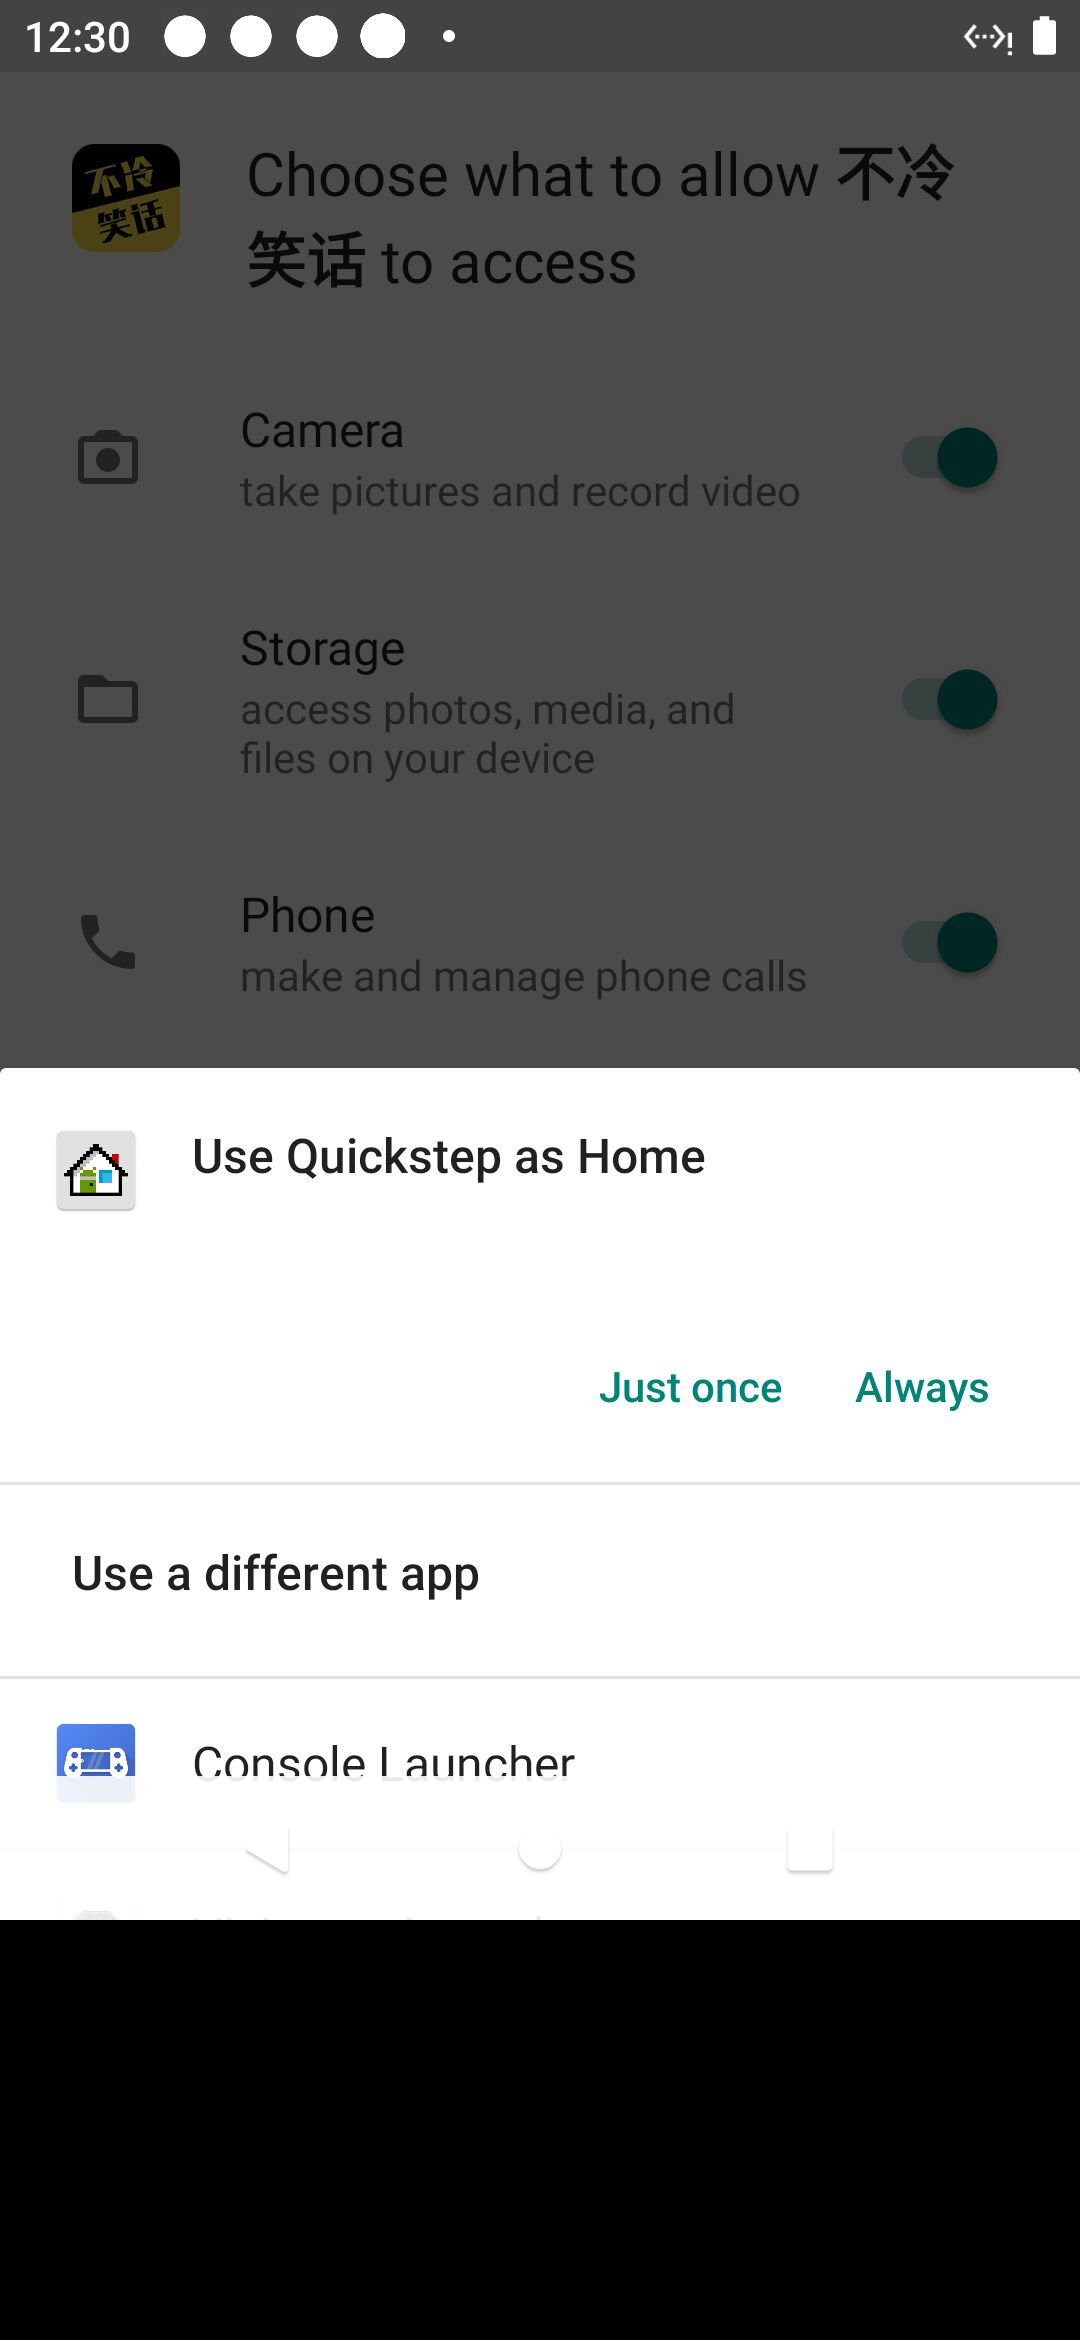 12:30
不冷
笑话
Choose what to allow 不冷
笑话 to access
Camera
take pictures and record video
Storage
access photos, media, and
files on your device
Phone
make and manage phone calls
Use Quickstep as Home
Just once
Always
Use a different app
Console Launcher